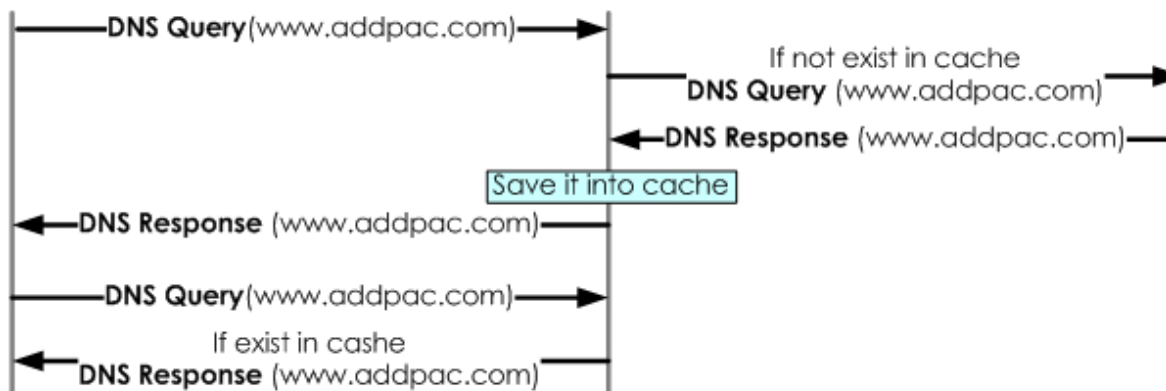 DNS Query(www.addpac.com)
If not exist in cache
DNS Query (www.addpac.com)
DNS Response (www.addpac.com)
Save it into cache
DNS Response (www.addpac.com)
DNS Query(www.addpac.com)
If exist in cashe
DNS Response (www.addpac.com)